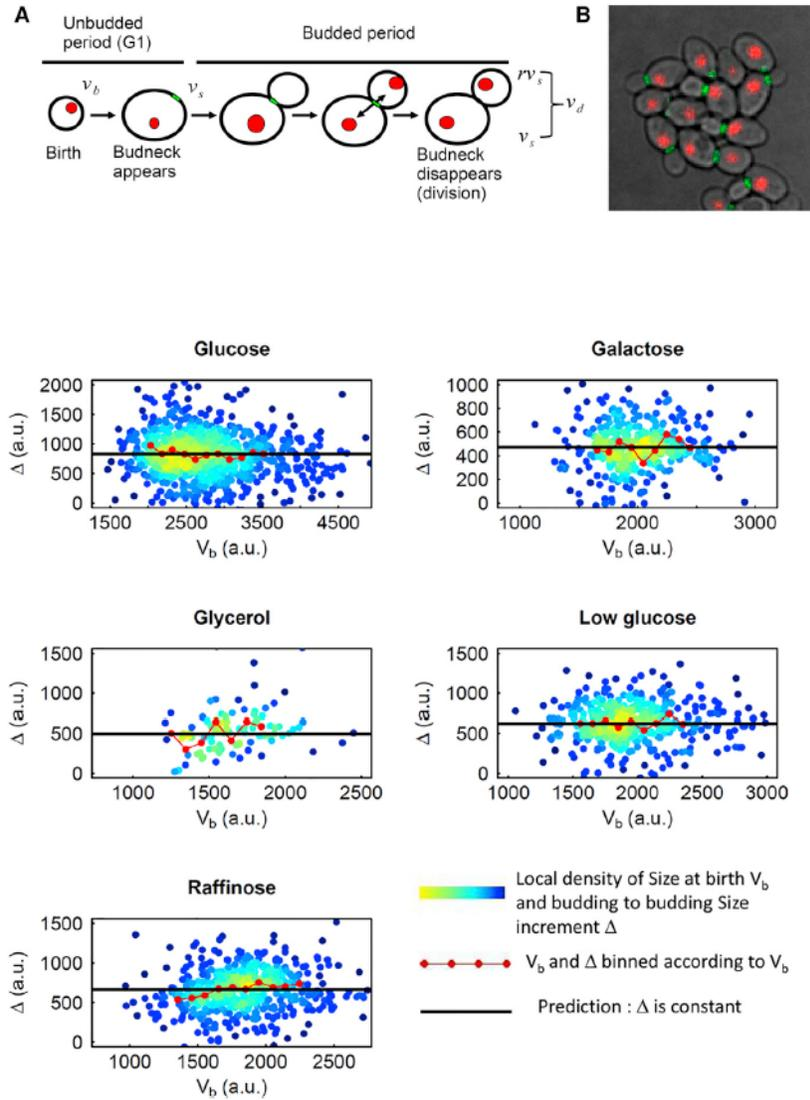 A
Unbudded
period (G1)
Budded period
B
v_b
v_s
rv_s
v_d
v_s
Birth
Budneck
appears
Budneck
disappears
(division)
Glucose
Δ (a.u.)
2000
1500
1000
500
0
1500 2500 3500 4500
V_b (a.u.)
Galactose
Δ (a.u.)
1000
800
600
400
200
0
1000 2000 3000
V_b (a.u.)
Glycerol
Δ (a.u.)
1500
1000
500
0
1000 1500 2000 2500
V_b (a.u.)
Low glucose
Δ (a.u.)
1500
1000
500
0
1000 1500 2000 2500 3000
V_b (a.u.)
Raffinose
Δ (a.u.)
1500
1000
500
0
1000 1500 2000 2500
V_b (a.u.)
Local density of Size at birth V_b
and budding to budding Size
increment Δ
V_b and Δ binned according to V_b
Prediction : Δ is constant